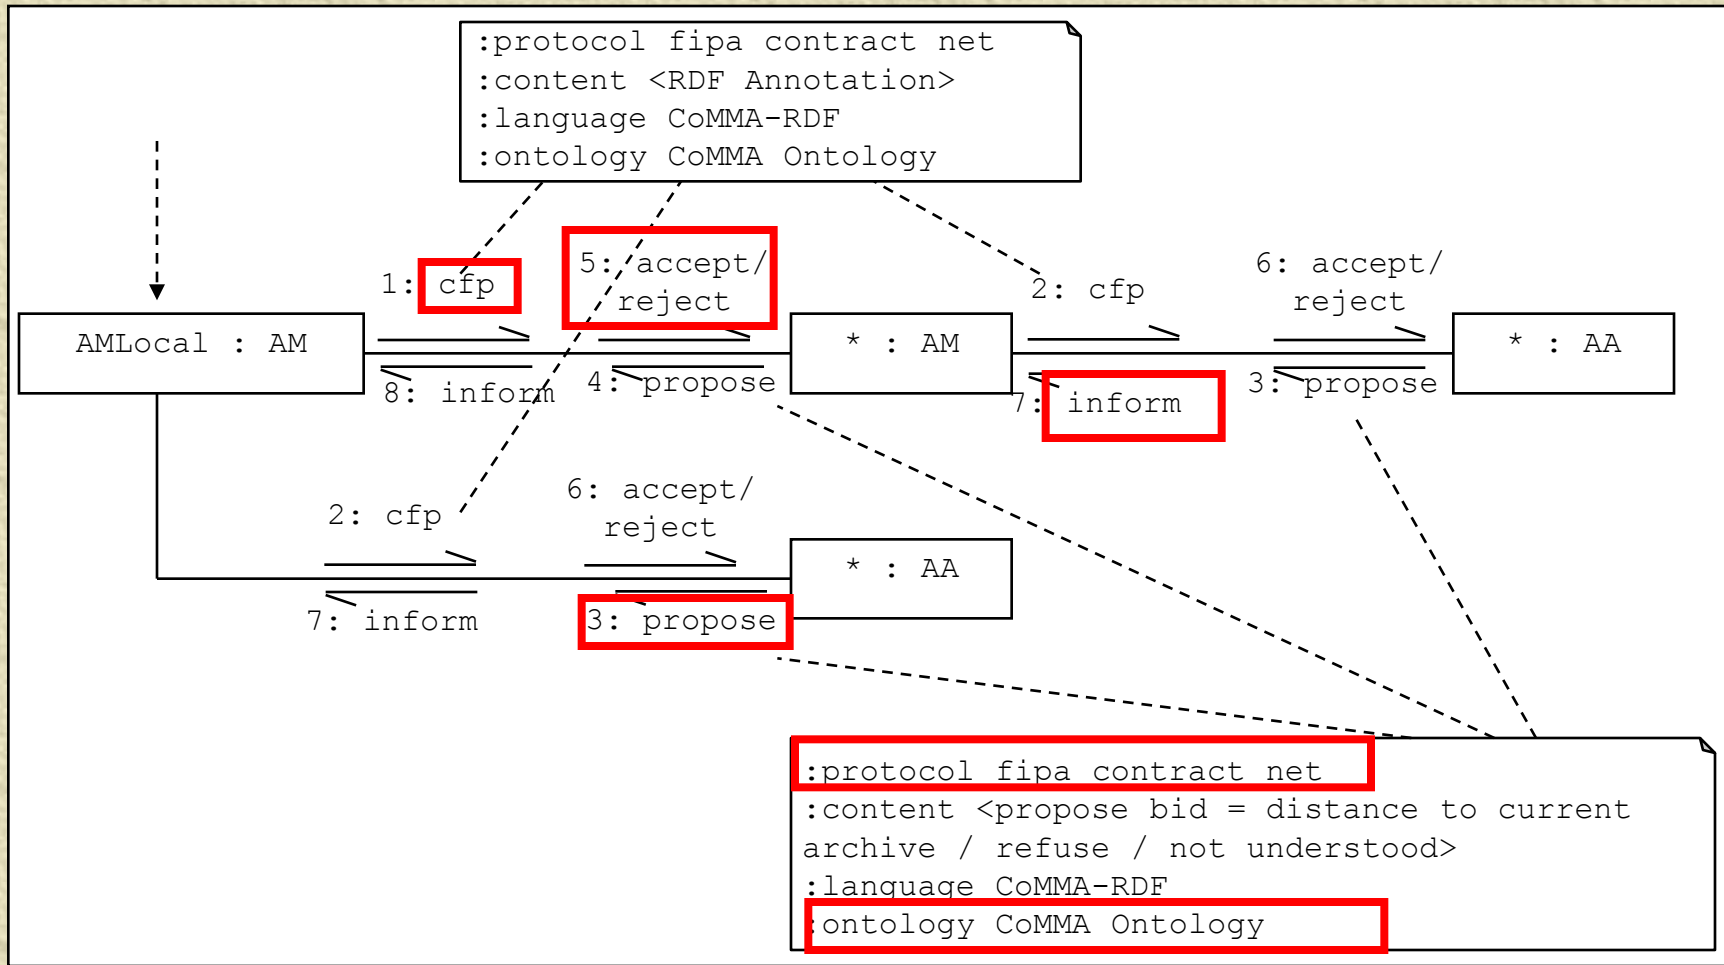 :protocol fipa contract net
:content <RDF Annotation>
:language CoMMA-RDF
:ontology CoMMA Ontology
1: cfp
5: accept/
reject
2: cfp
6: accept/
reject
AMLocal : AM
* : AM
* : AA
8: inform
4: propose
7: inform
3: propose
2: cfp
6: accept/
reject
* : AA
7: inform
3: propose
:protocol fipa contract net
:content <propose bid = distance to current
archive / refuse / not understood>
:language CoMMA-RDF
:ontology CoMMA Ontology